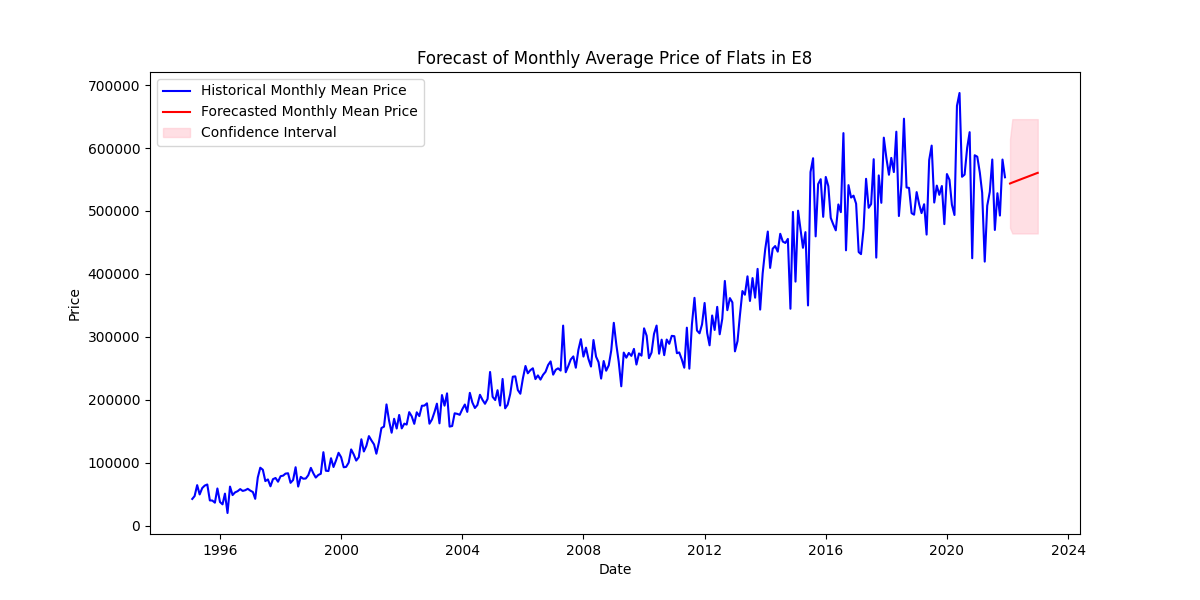 Forecast of Monthly Average Price of Flats in E8
Historical Monthly Mean Price
Forecasted Monthly Mean Price
Confidence Interval
700000
600000
500000
400000
300000
200000
100000
0
Price
1996 2000 2004 2008 2012 2016 2020 2024
Date